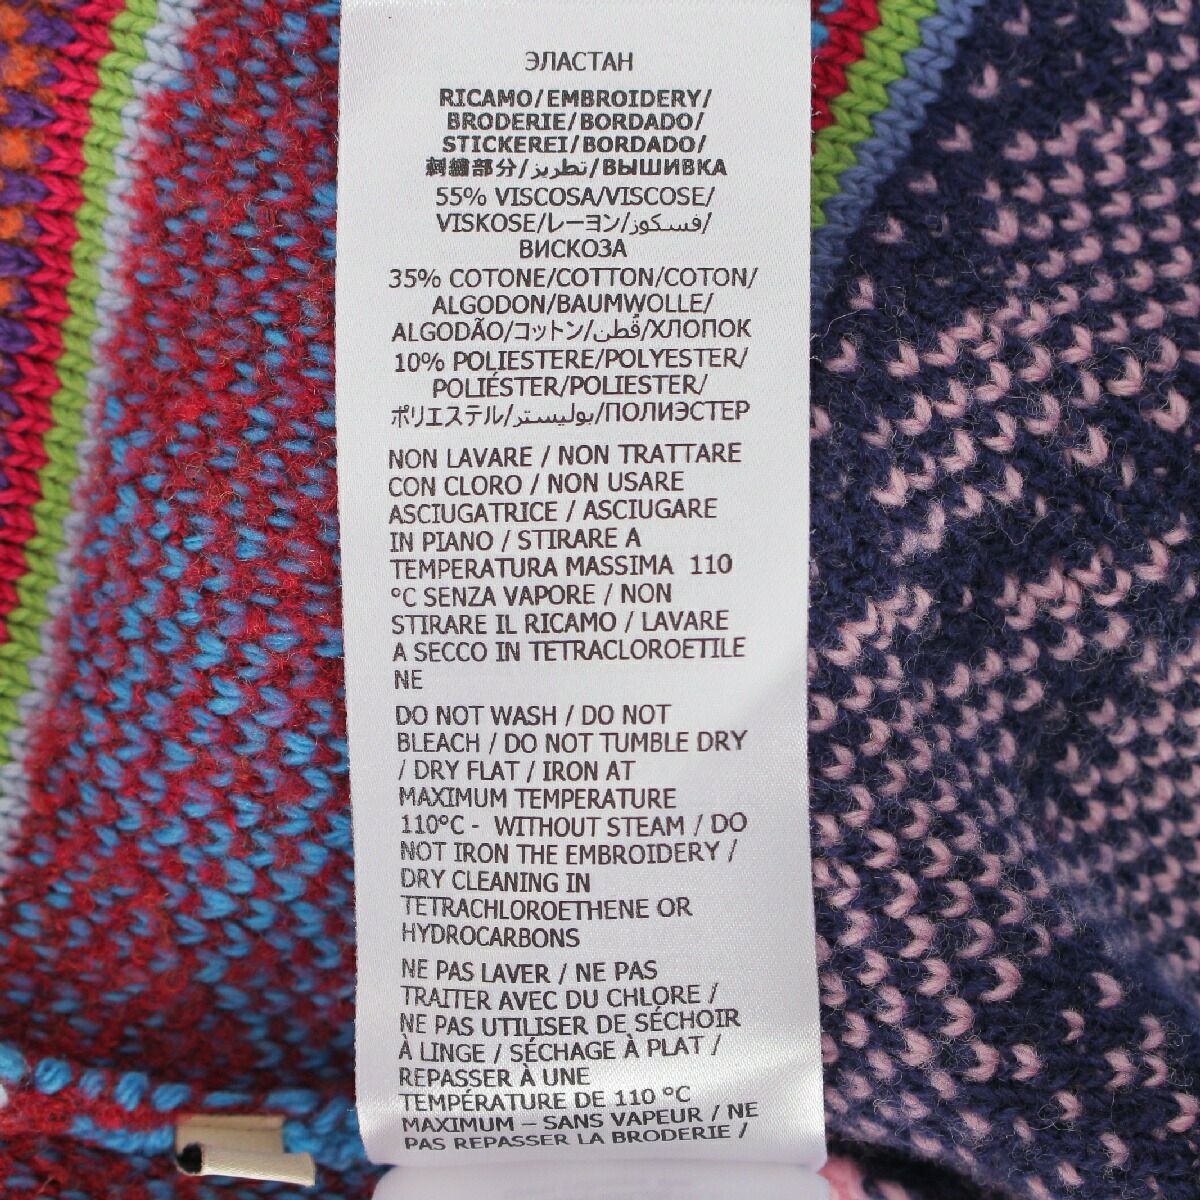 ЭЛАСТАН
RICAMO/EMBROIDERY/
BRODERIE/BORDADO/
STICKEREI/BORDADO/
刺繍部分/تطريز/ВЫШИВКА
55% VISCOSA/VISCOSE/
VISKOSE/レーヨン/فسكوز/
ВИСКОЗА
35% COTONE/COTTON/COTON/
ALGODON/BAUMWOLLE/
ALGODÃO/コットン/قُطن/ХЛОПОК
10% POLIESTERE/POLYESTER/
POLIÉSTER/POLIESTER/
ポリエステル/بوليستر/ПОЛИЭСТЕР
NON LAVARE / NON TRATTARE
CON CLORO / NON USARE
ASCIUGATRICE / ASCIUGARE
IN PIANO / STIRARE A
TEMPERATURA MASSIMA 110
°C SENZA VAPORE / NON
STIRARE IL RICAMO / LAVARE
A SECCO IN TETRACLOROETILE
NE
DO NOT WASH / DO NOT
BLEACH / DO NOT TUMBLE DRY
/ DRY FLAT / IRON AT
MAXIMUM TEMPERATURE
110°C - WITHOUT STEAM / DO
NOT IRON THE EMBROIDERY /
DRY CLEANING IN
TETRACHLOROETHENE OR
HYDROCARBONS
NE PAS LAVER / NE PAS
TRAITER AVEC DU CHLORE /
NE PAS UTILISER DE SÉCHOIR
À LINGE / SÉCHAGE À PLAT /
REPASSER À UNE
TEMPÉRATURE DE 110 °C
MAXIMUM – SANS VAPEUR / NE
PAS REPASSER LA BRODERIE /